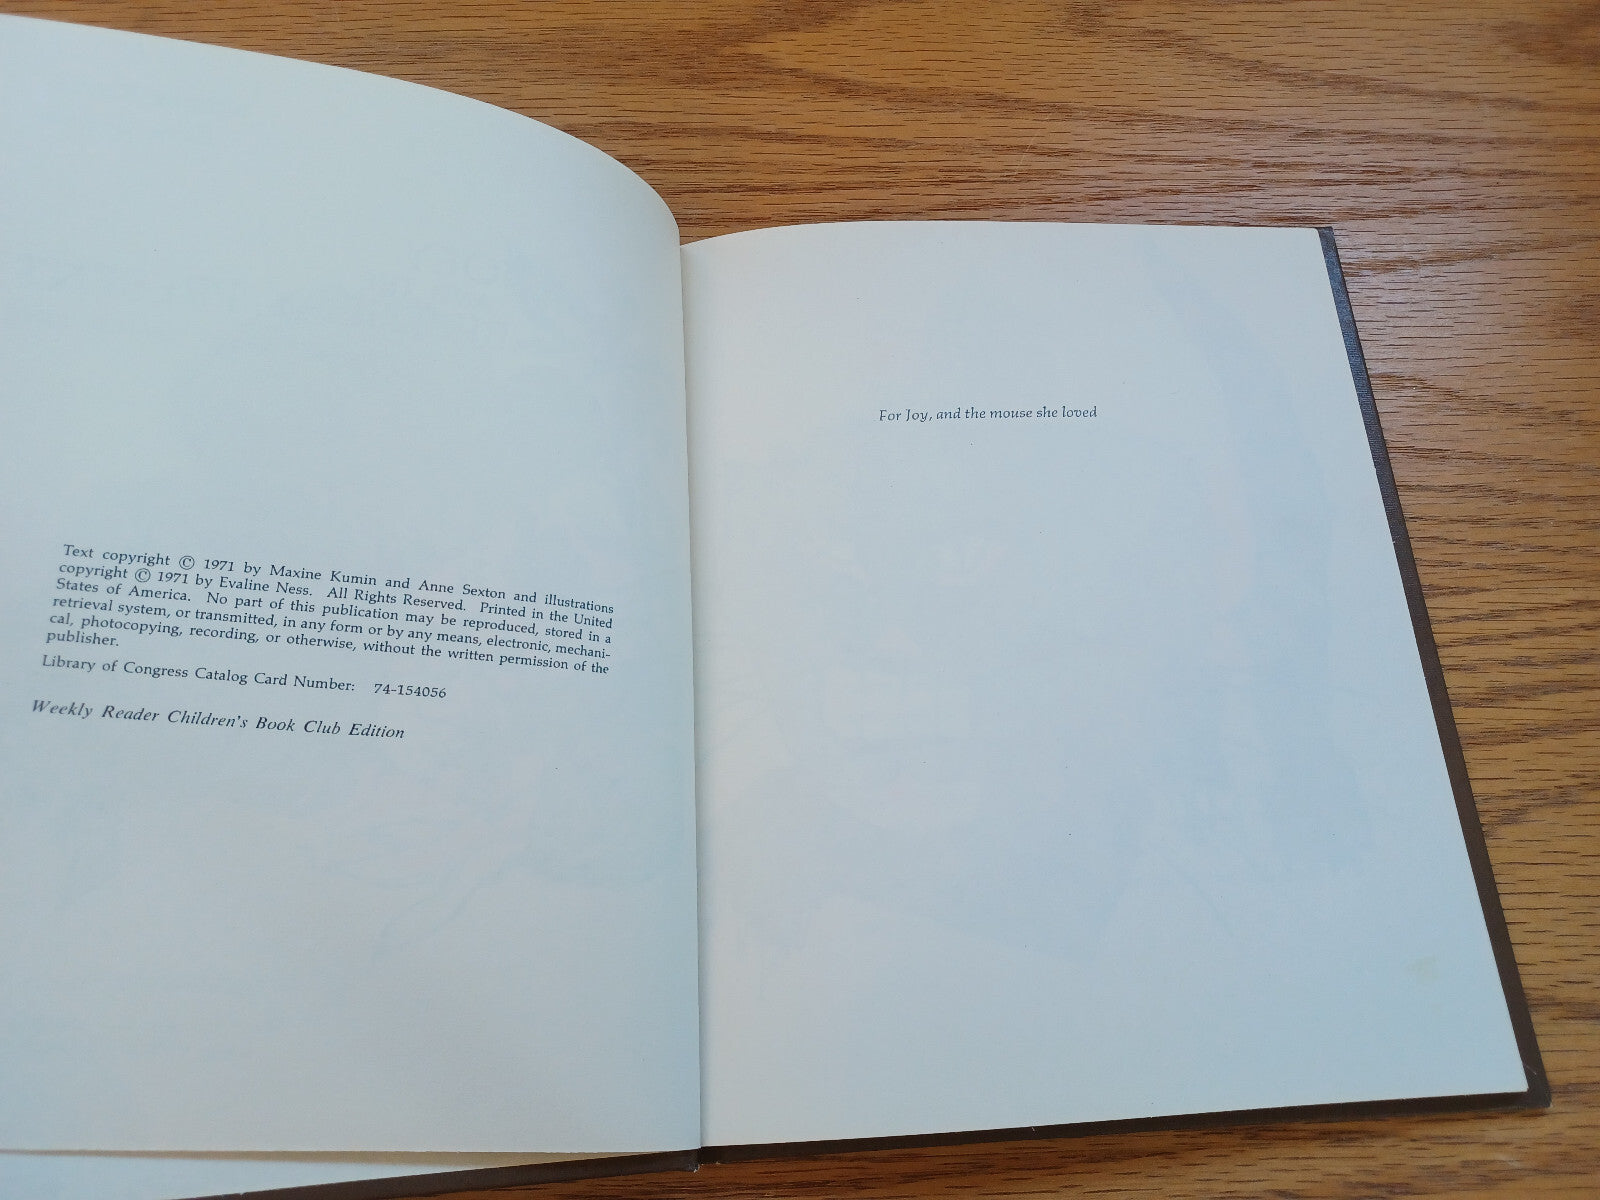 Text copyright © 1971 by Maxine Kumin and Anne Sexton and illustrations
copyright © 1971 by Evaline Ness. All Rights Reserved. Printed in the United
States of America. No part of this publication may be reproduced, stored in a
retrieval system, or transmitted, in any form or by any means, electronic, mechani-
cal, photocopying, recording, or otherwise, without the written permission of the
publisher.
Library of Congress Catalog Card Number: 74-154056
Weekly Reader Children's Book Club Edition
For Joy, and the mouse she loved